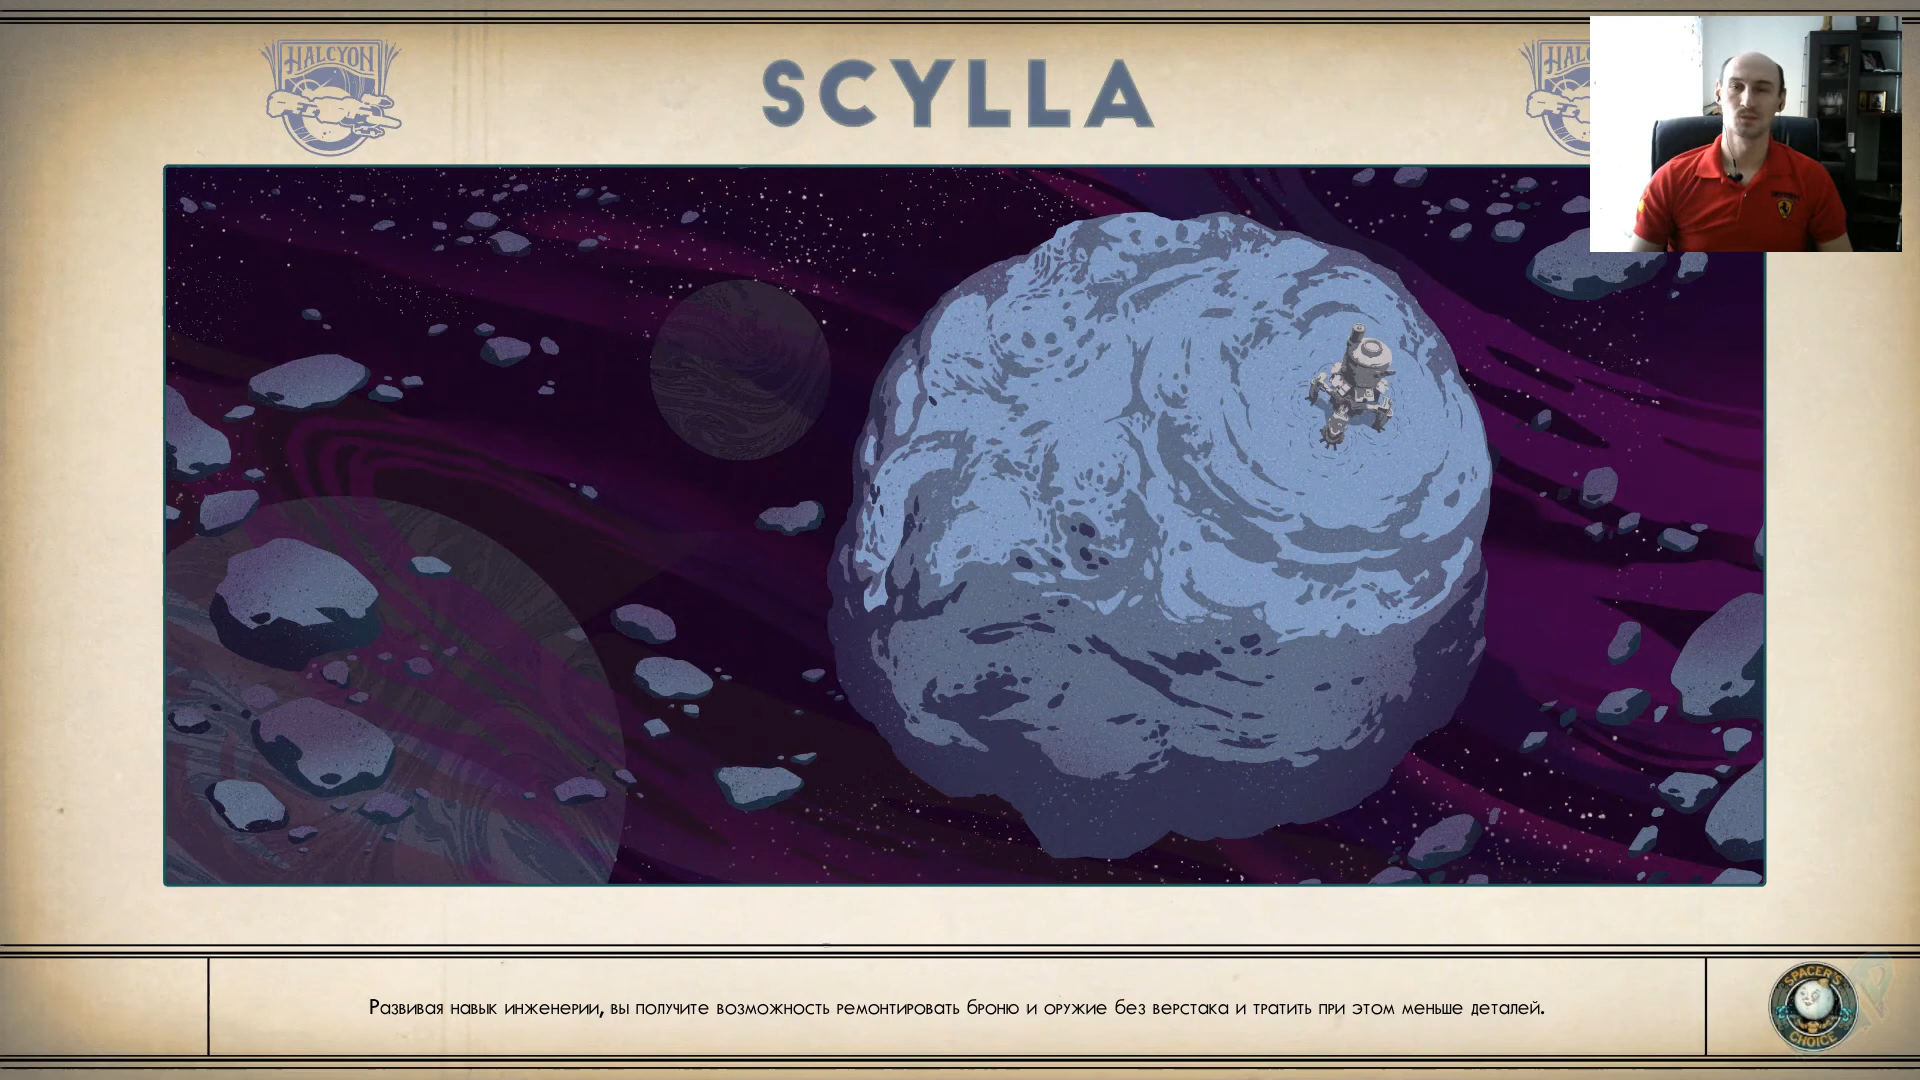 HALCYON
SCYLLA
HALC
Развивая навык инженерии, вы получите возможность ремонтировать броню и оружие без верстака и тратить при этом меньше деталей.
SPACER'S
CHOICE